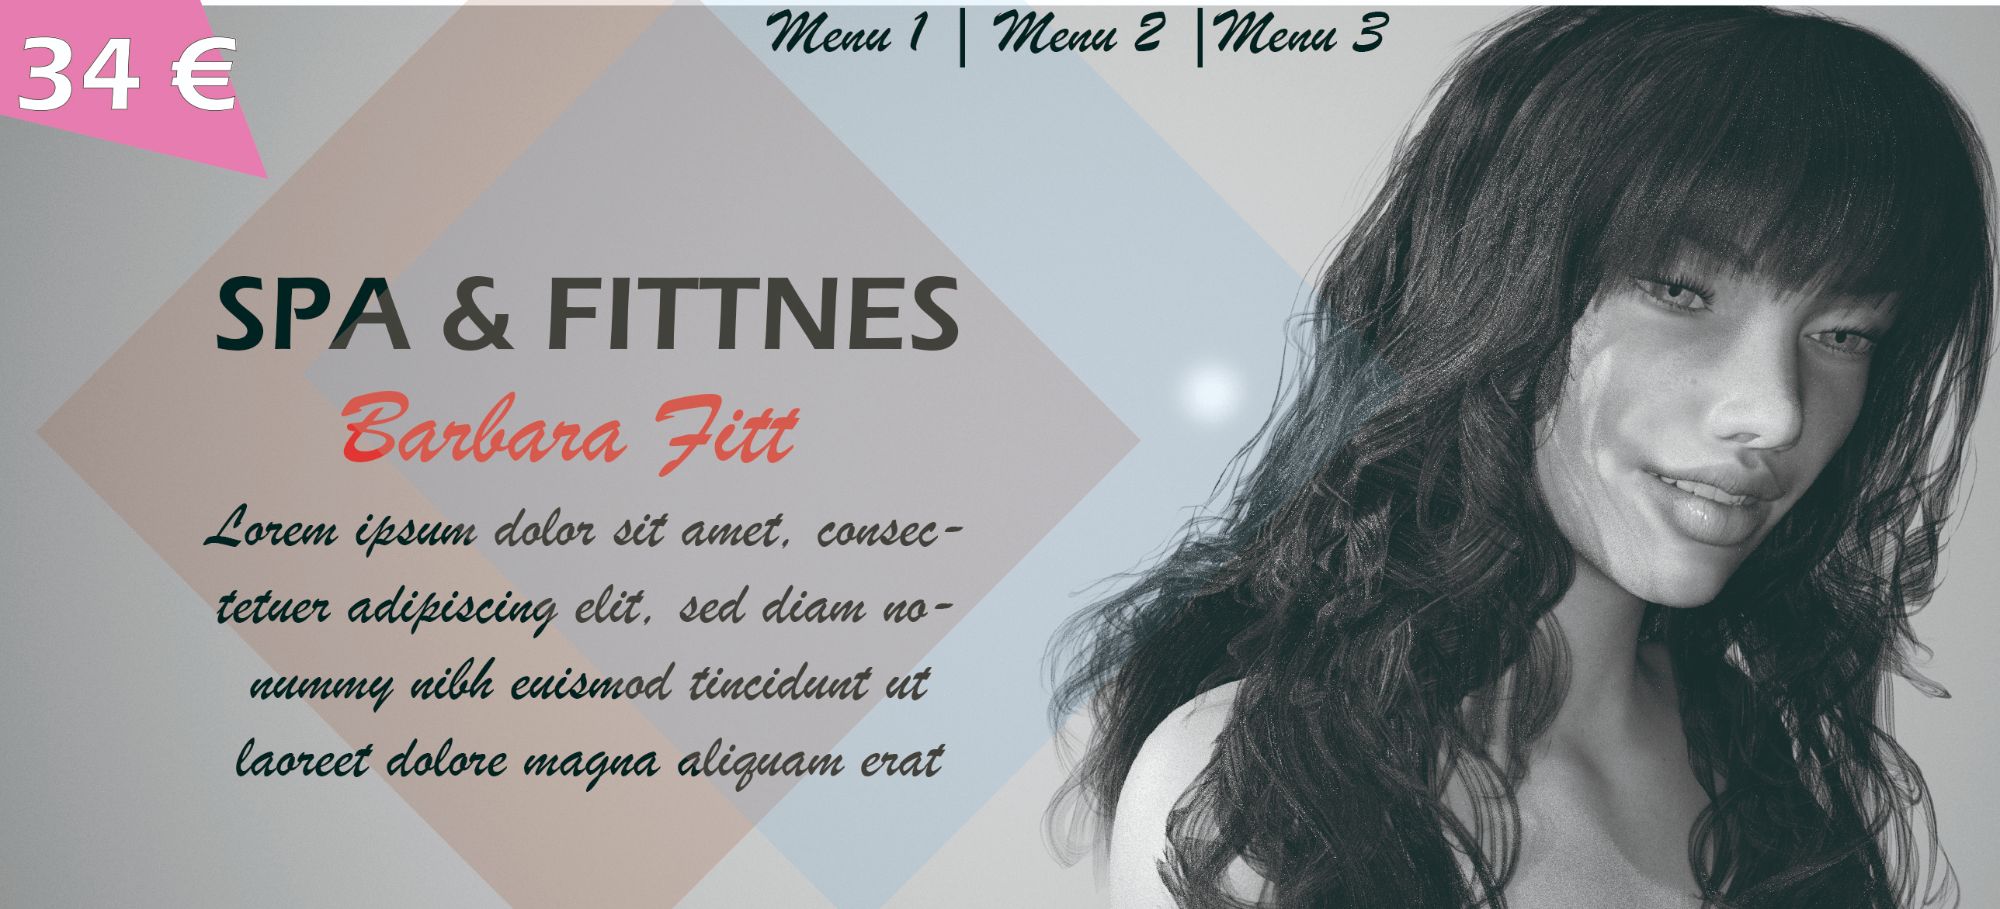 34 €
Menu 1 | Menu 2 |Menu 3
SPA & FITTNES
Barbara Fitt
Lorem ipsum dolor sit amet, consec-
tetuer adipiscing elit, sed diam no-
nummy nibh euismod tincidunt ut
laoreet dolore magna aliquam erat